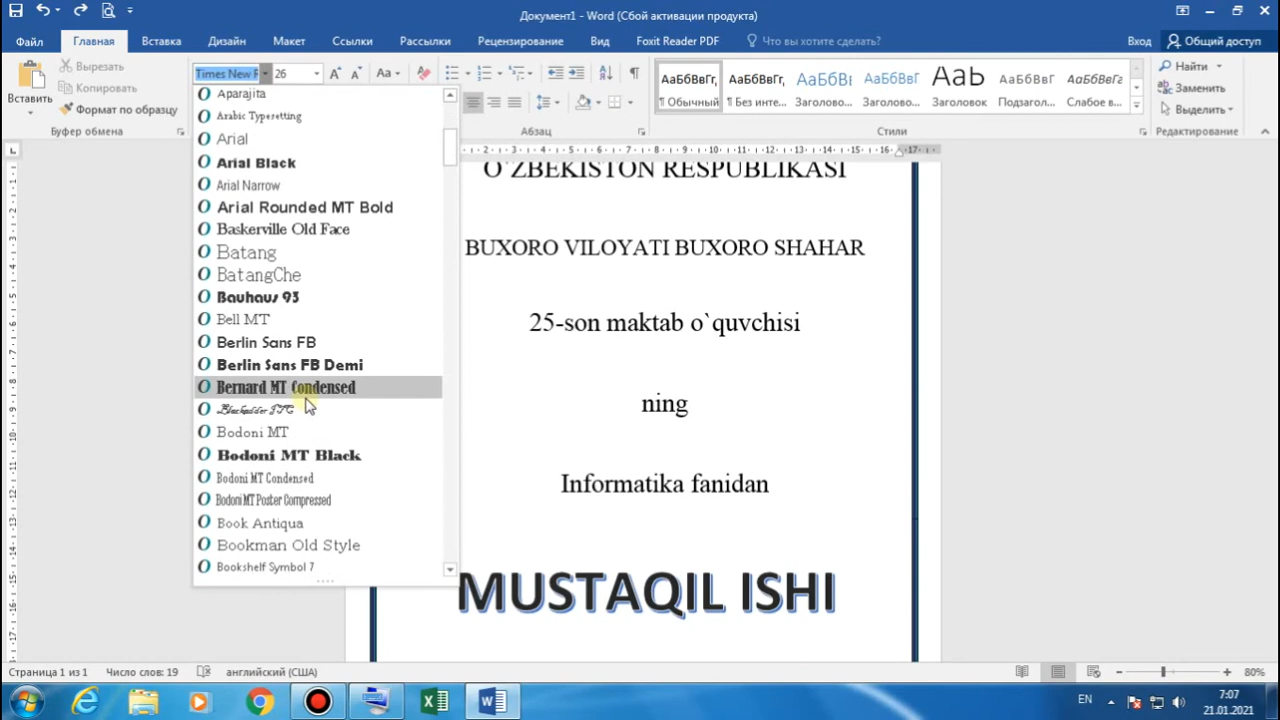 Документ1 - Word (Сбой активации продукта)
Файл Главная Вставка Дизайн Макет Ссылки Рассылки Рецензирование Вид Foxit Reader PDF Что вы хотите сделать? Вход Общий доступ
Вставить
Вырезать
Копировать
Формат по образцу
Буфер обмена
Times New R 26 Aa
Абзац
АаБбВвГг, АаБбВвГг, АаБбВі АаБбВвГ АаЬ АаБбВвГг АаБбВвГг
¶ Обычный ¶ Без инте... Заголово... Заголово... Заголовок Подзагол... Слабое в...
Стили
Найти
Заменить
Выделить
Редактирование
Aparajita
Arabic Typesetting
Arial
Arial Black
Arial Narrow
Arial Rounded MT Bold
Baskerville Old Face
Batang
BatangChe
Bauhaus 93
Bell MT
Berlin Sans FB
Berlin Sans FB Demi
Bernard MT Condensed
Blackadder ITC
Bodoni MT
Bodoni MT Black
Bodoni MT Condensed
Bodoni MT Poster Compressed
Book Antiqua
Bookman Old Style
Bookshelf Symbol 7
O`ZBEKISTON RESPUBLIKASI
BUXORO VILOYATI BUXORO SHAHAR
25-son maktab o`quvchisi
ning
Informatika fanidan
MUSTAQIL ISHI
Страница 1 из 1 Число слов: 19 английский (США) 80%
EN 7:07
21.01.2021